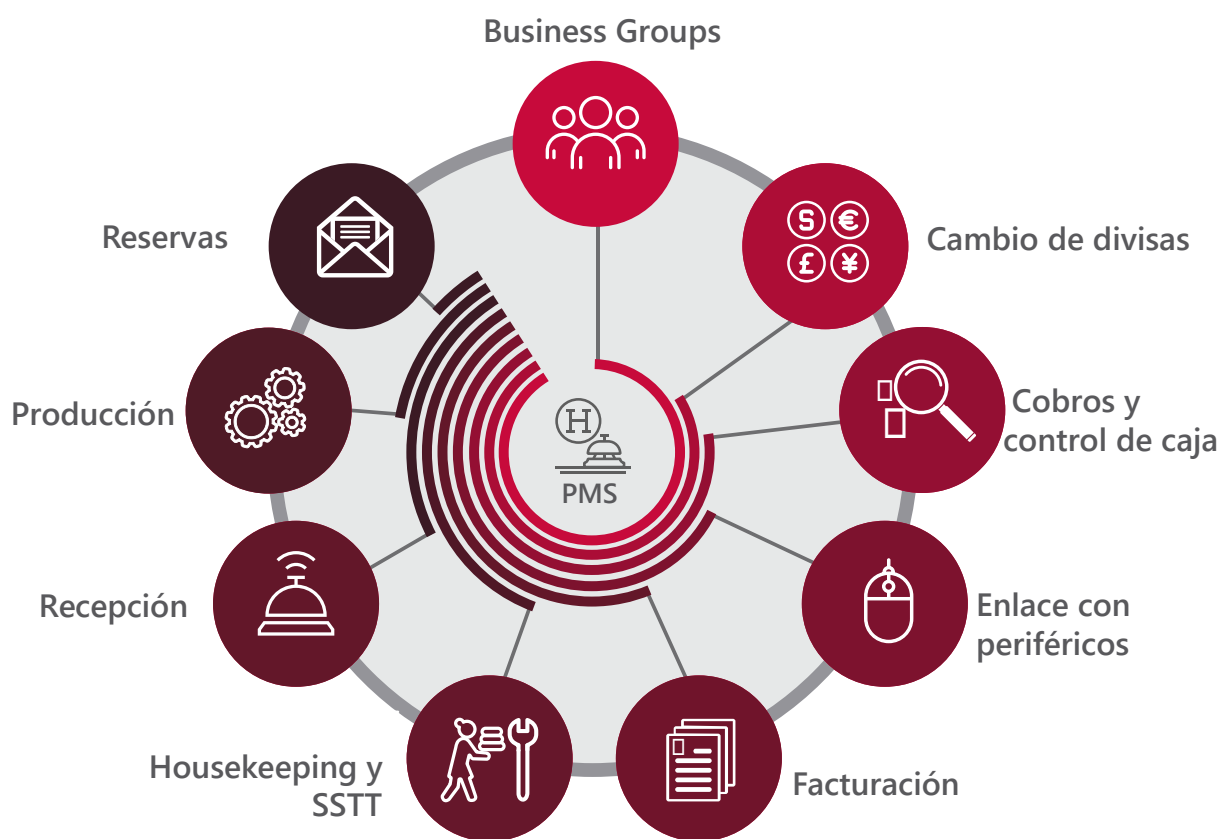 Business Groups
Reservas
Cambio de divisas
S €
£ ¥
Producción
Cobros y
control de caja
H
PMS
Recepción
Enlace con
periféricos
Housekeeping y
SSTT
Facturación